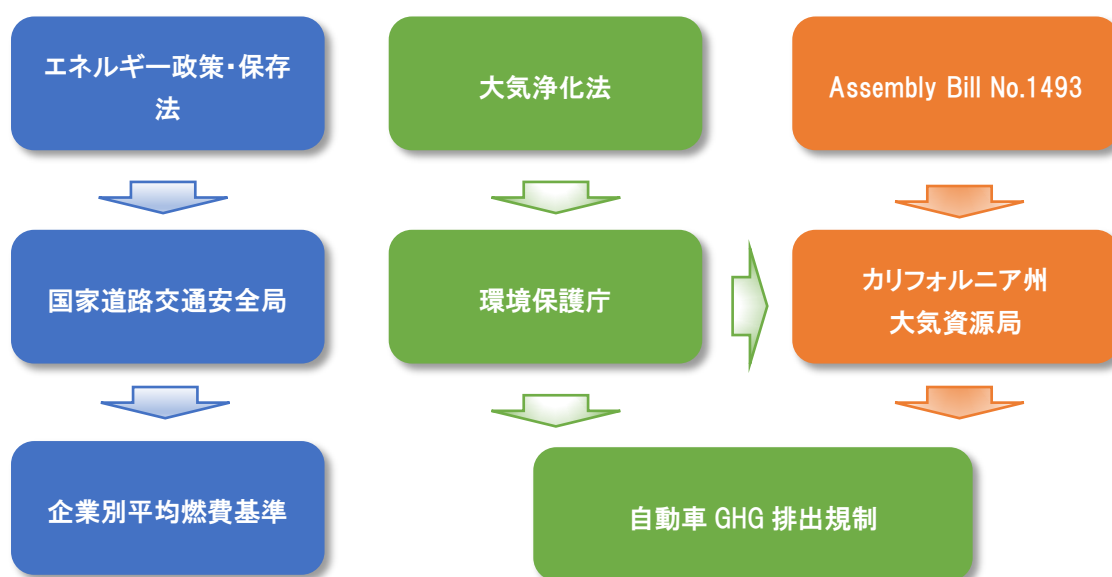 エネルギー政策・保存
法
大気浄化法
Assembly Bill No.1493
国家道路交通安全局
環境保護庁
カリフォルニア州
大気資源局
企業別平均燃費基準
自動車 GHG 排出規制